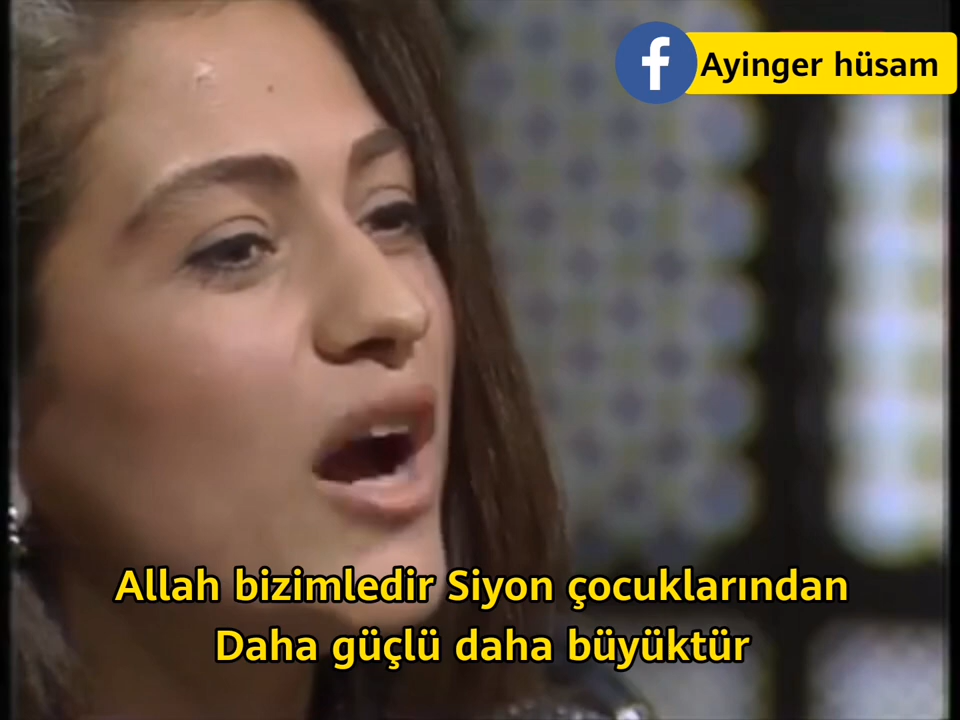 Ayinger hüsam
Allah bizimledir Siyon çocuklarından
Daha güçlü daha büyüktür